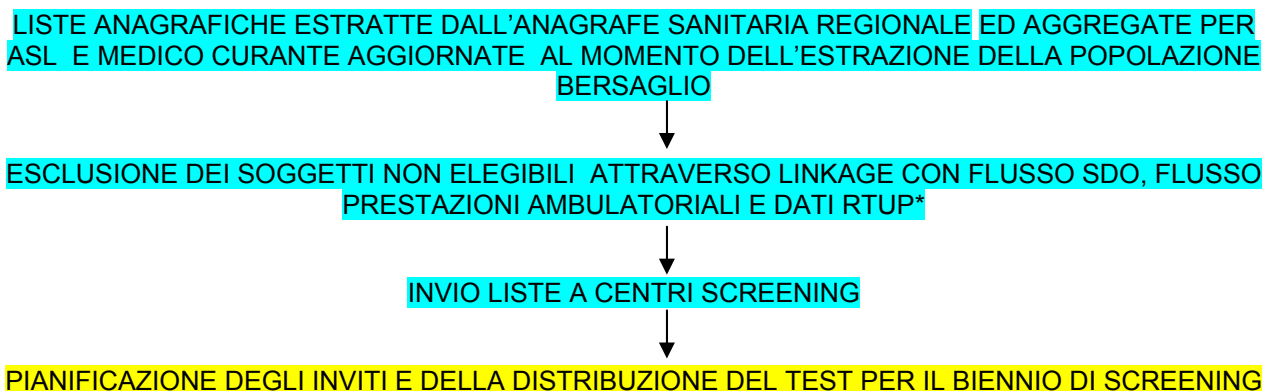 LISTE ANAGRAFICHE ESTRATTE DALL’ANAGRAFE SANITARIA REGIONALE ED AGGREGATE PER
ASL E MEDICO CURANTE AGGIORNATE AL MOMENTO DELL’ESTRAZIONE DELLA POPOLAZIONE
BERSAGLIO
ESCLUSIONE DEI SOGGETTI NON ELEGIBILI ATTRAVERSO LINKAGE CON FLUSSO SDO, FLUSSO
PRESTAZIONI AMBULATORIALI E DATI RTUP*
INVIO LISTE A CENTRI SCREENING
PIANIFICAZIONE DEGLI INVITI E DELLA DISTRIBUZIONE DEL TEST PER IL BIENNIO DI SCREENING